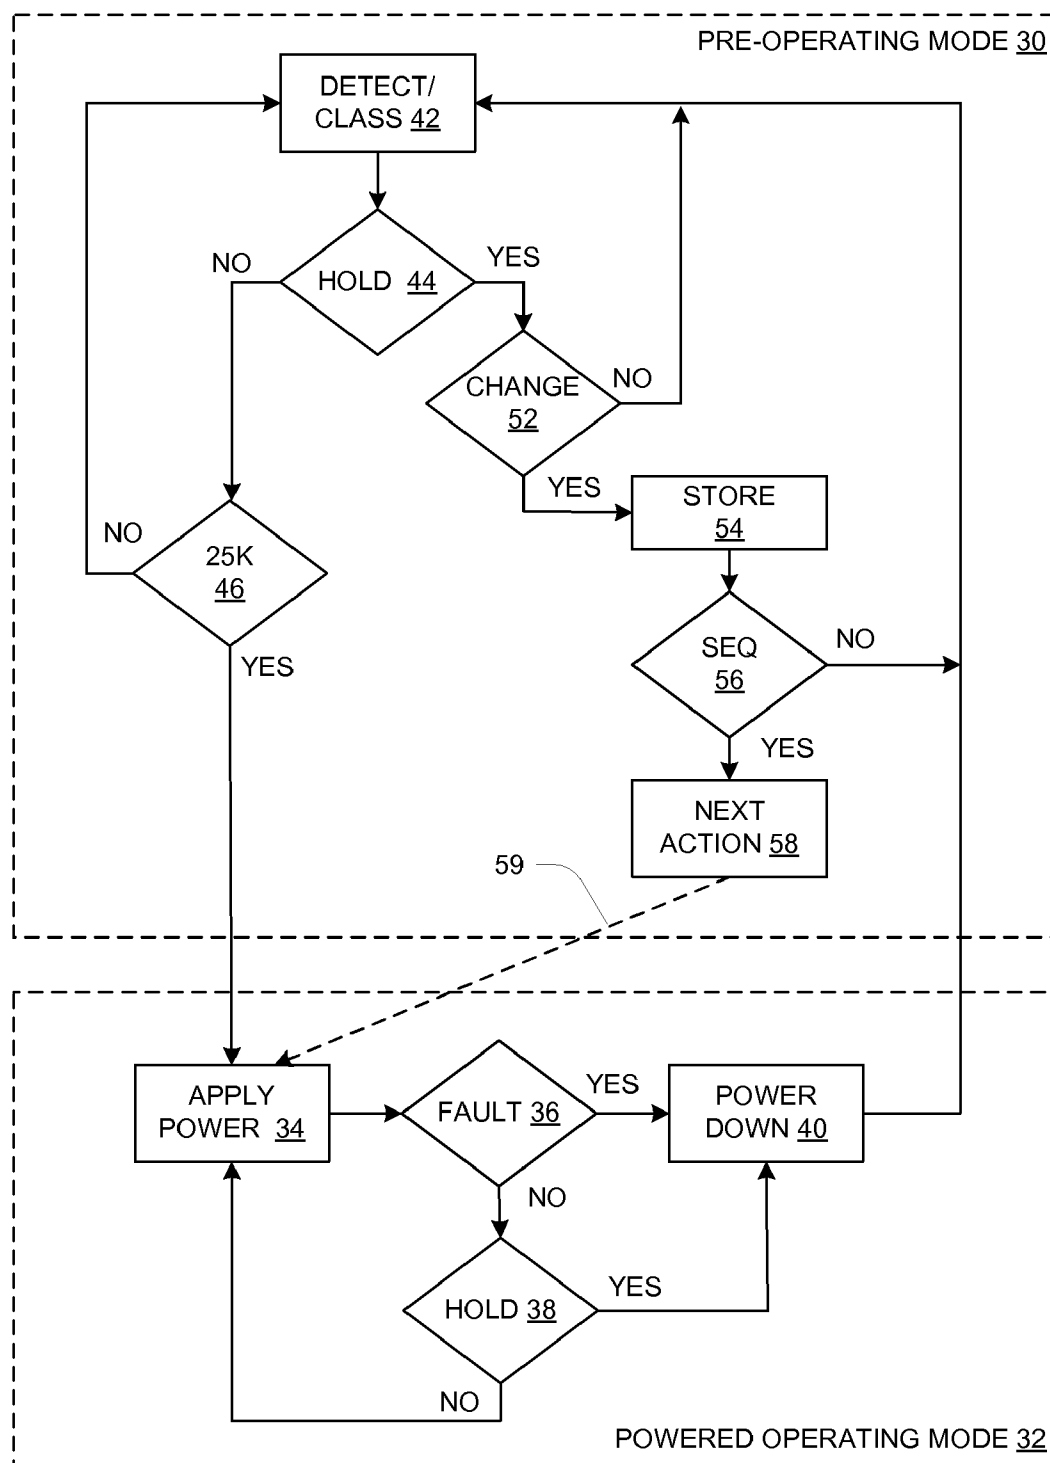 PRE-OPERATING MODE 30
DETECT/
CLASS 42
NO
HOLD 44
YES
CHANGE
52
NO
YES
STORE
54
NO
25K
46
YES
SEQ
56
NO
YES
NEXT
ACTION 58
59
APPLY
POWER 34
FAULT 36
YES
POWER
DOWN 40
NO
HOLD 38
YES
NO
POWERED OPERATING MODE 32